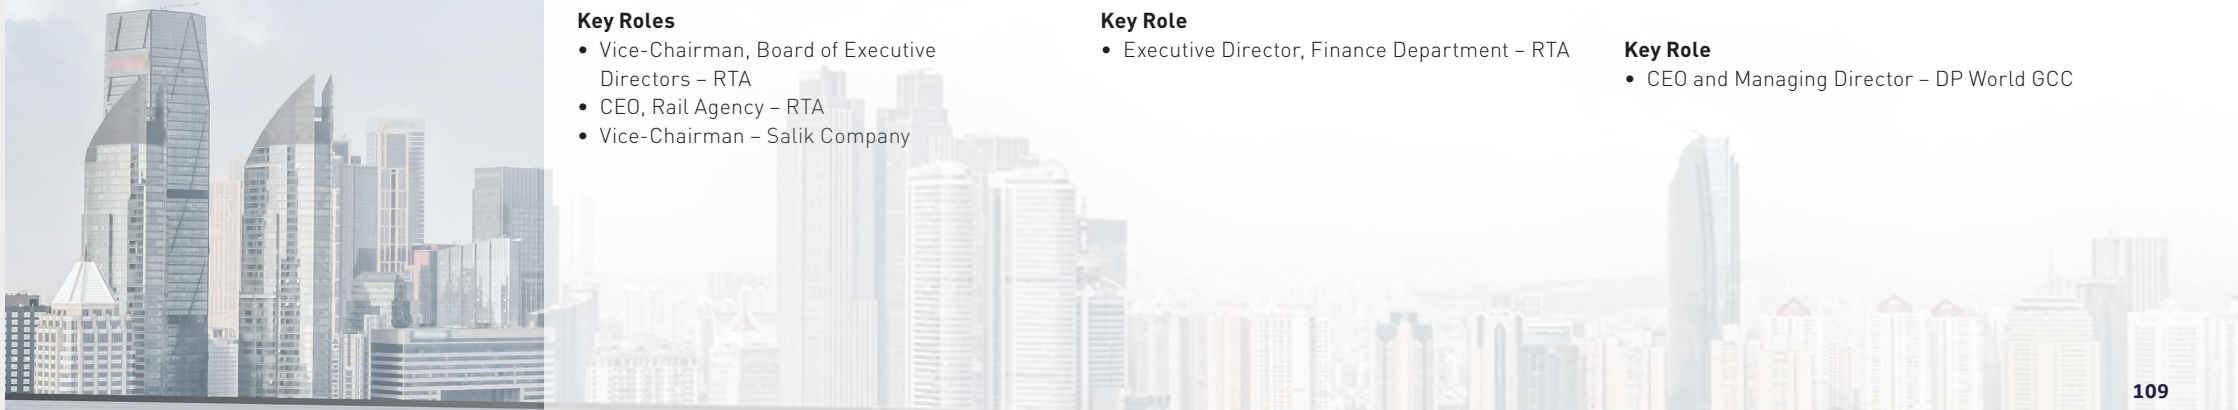 Key Roles
• Vice-Chairman, Board of Executive
Directors – RTA
• CEO, Rail Agency – RTA
• Vice-Chairman – Salik Company
Key Role
• Executive Director, Finance Department – RTA
Key Role
• CEO and Managing Director – DP World GCC
109